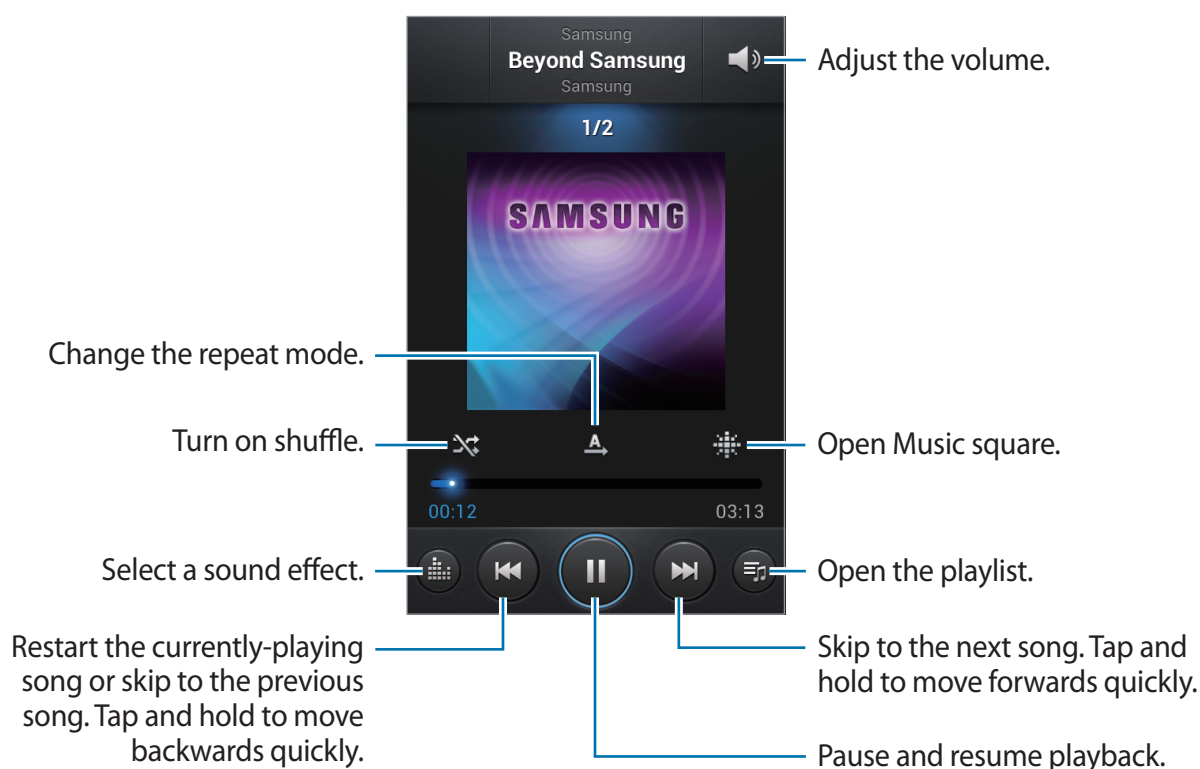 Samsung
Beyond Samsung
Samsung
Adjust the volume.
1/2
SAMSUNG
Change the repeat mode.
A
Turn on shuffle.
Open Music square.
00:12
03:13
Select a sound effect.
Open the playlist.
Restart the currently-playing
song or skip to the previous
song. Tap and hold to move
backwards quickly.
Skip to the next song. Tap and
hold to move forwards quickly.
Pause and resume playback.